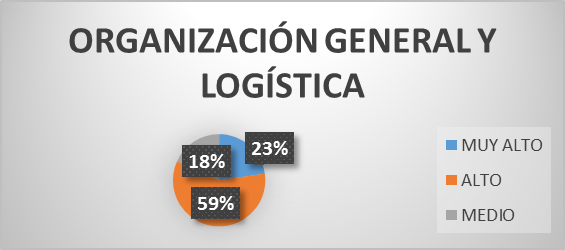 ORGANIZACIÓN GENERAL Y
LOGÍSTICA
23%
18%
59%
MUY ALTO
ALTO
MEDIO